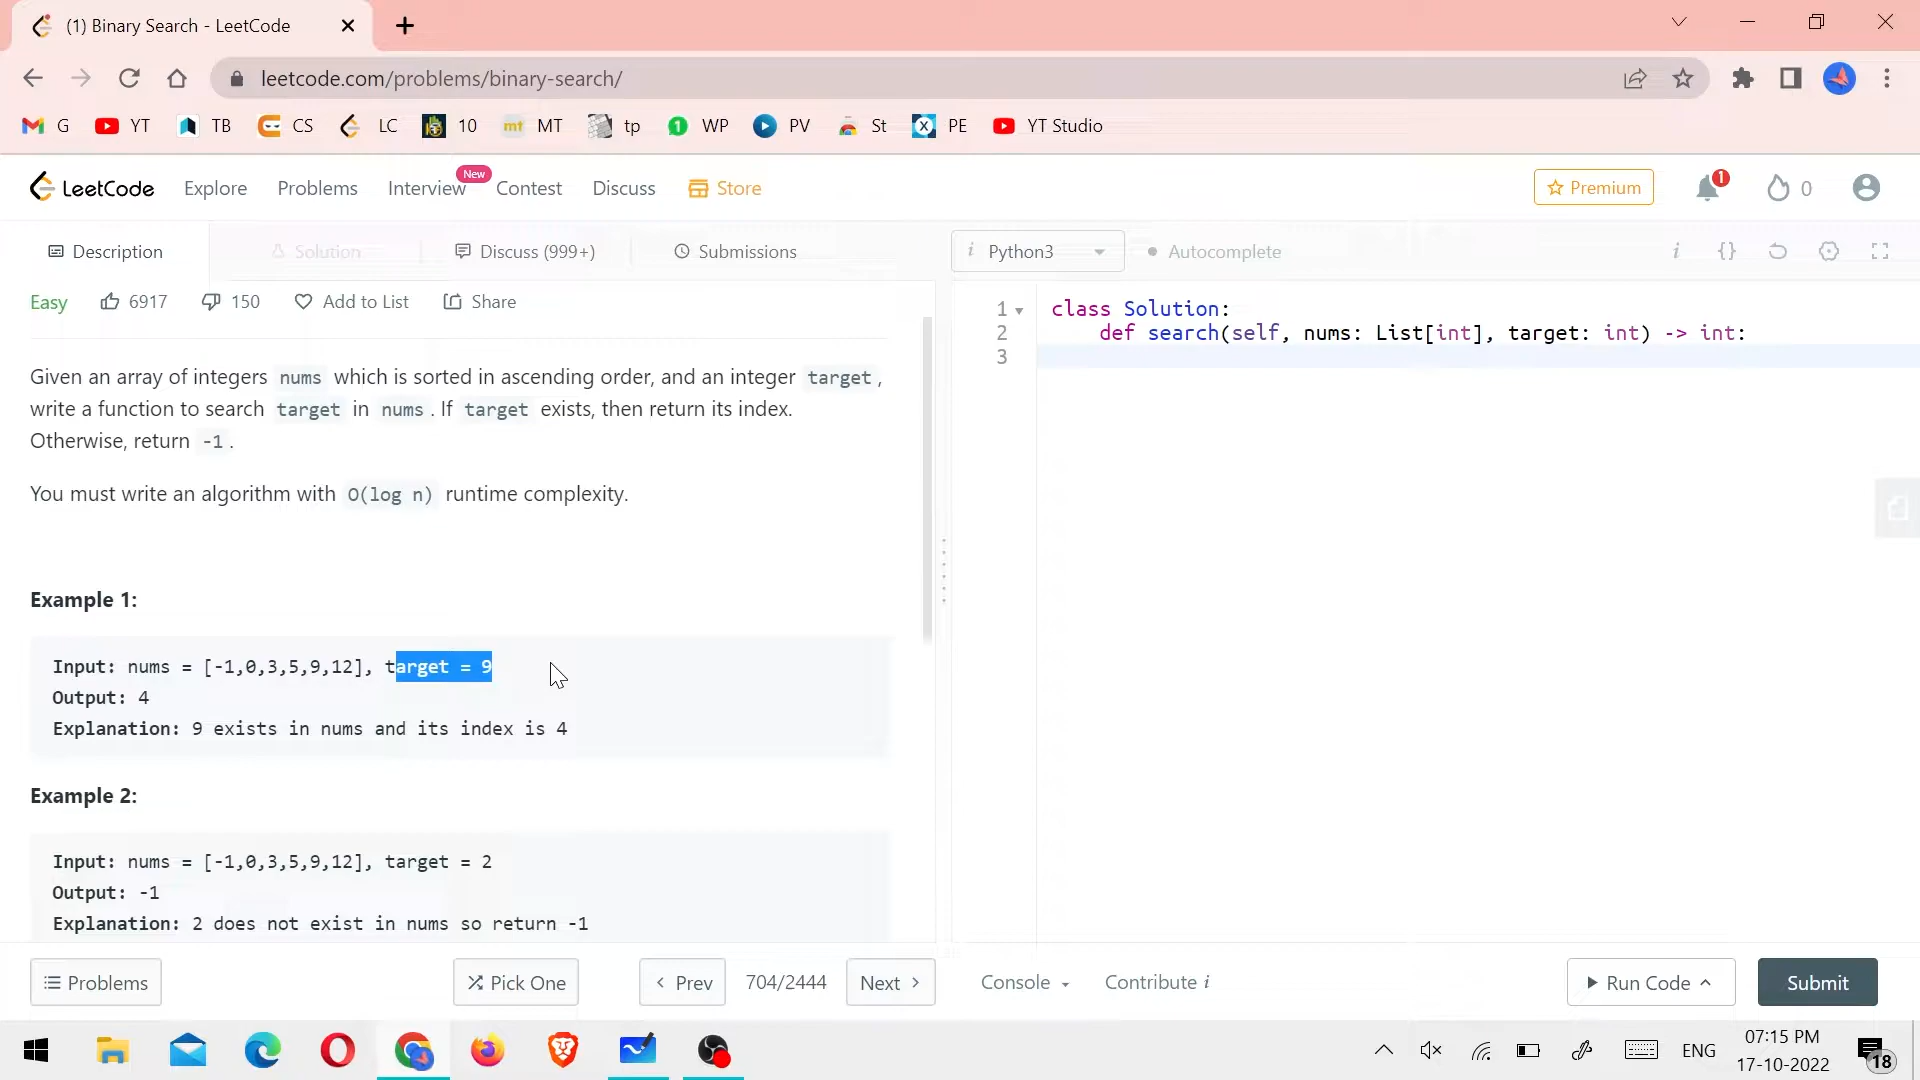 (1) Binary Search - LeetCode
leetcode.com/problems/binary-search/
G YT TB CS LC 10 mt MT tp 1 WP PV St X PE YT Studio
LeetCode Explore Problems Interview New Contest Discuss Store Premium 1 0
Description Solution Discuss (999+) Submissions
i Python3 Autocomplete i {}
Easy 6917 150 Add to List Share
Given an array of integers nums which is sorted in ascending order, and an integer target,
write a function to search target in nums. If target exists, then return its index.
Otherwise, return -1.
You must write an algorithm with O(log n) runtime complexity.
Example 1:
Input: nums = [-1,0,3,5,9,12], target = 9
Output: 4
Explanation: 9 exists in nums and its index is 4
Example 2:
Input: nums = [-1,0,3,5,9,12], target = 2
Output: -1
Explanation: 2 does not exist in nums so return -1
1 class Solution:
2 def search(self, nums: List[int], target: int) -> int:
3
Problems Pick One < Prev 704/2444 Next > Console Contribute i Run Code Submit
ENG
07:15 PM
17-10-2022
18